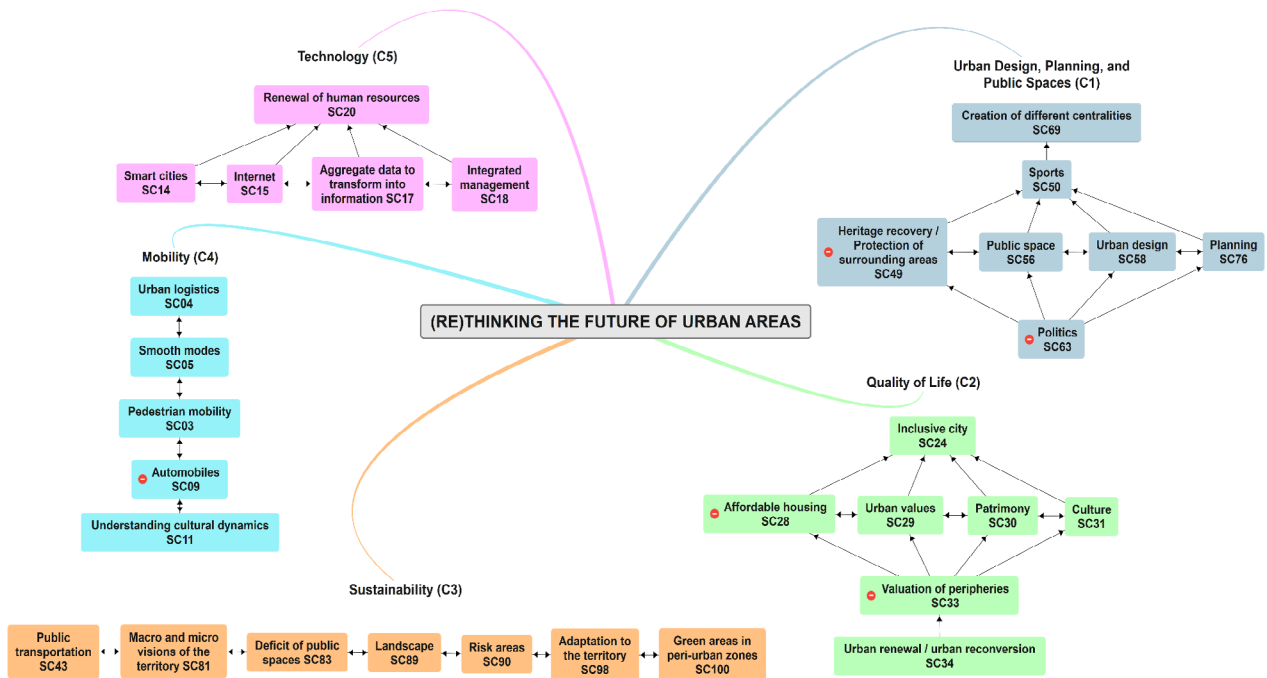 Technology (C5)
Renewal of human resources
SC20
Smart cities
SC14
Internet
SC15
Aggregate data to
transform into
information SC17
Integrated
management
SC18
Urban Design, Planning, and
Public Spaces (C1)
Creation of different centralities
SC69
Sports
SC50
Heritage recovery /
Protection of
surrounding areas
SC49
Public space
SC56
Urban design
SC58
Planning
SC76
Politics
SC63
Mobility (C4)
Urban logistics
SC04
Smooth modes
SC05
Pedestrian mobility
SC03
Automobiles
SC09
Understanding cultural dynamics
SC11
(RE)THINKING THE FUTURE OF URBAN AREAS
Quality of Life (C2)
Inclusive city
SC24
Affordable housing
SC28
Urban values
SC29
Patrimony
SC30
Culture
SC31
Valuation of peripheries
SC33
Urban renewal / urban reconversion
SC34
Sustainability (C3)
Public
transportation
SC43
Macro and micro
visions of the
territory SC81
Deficit of public
spaces SC83
Landscape
SC89
Risk areas
SC90
Adaptation to
the territory
SC98
Green areas in
peri-urban zones
SC100